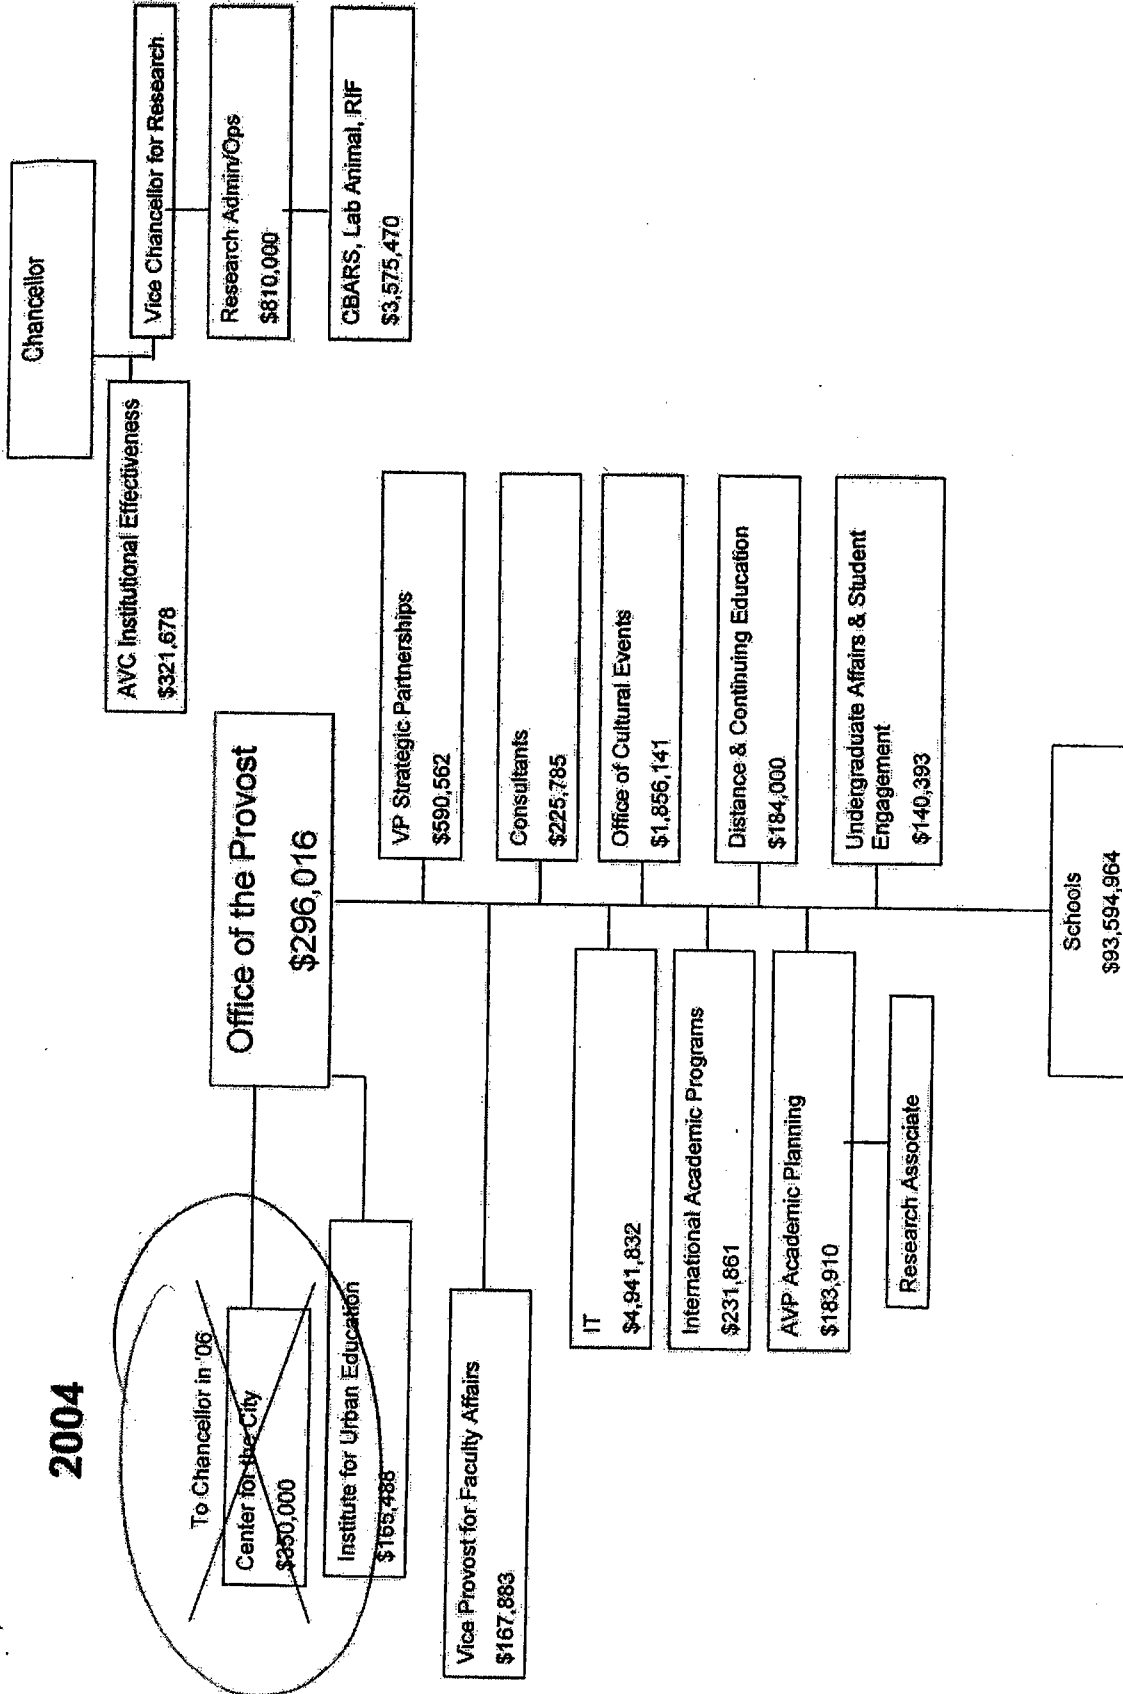 2004
Chancellor
AVC Institutional Effectiveness
$321,678
Vice Chancellor for Research
Research Admin/Ops
$810,000
CBARS, Lab Animal, RIF
$3,575,470
Office of the Provost
$296,016
To Chancellor in '06
Center for the City
$350,000
Institute for Urban Education
$165,488
Vice Provost for Faculty Affairs
$167,883
VP Strategic Partnerships
$590,562
Consultants
$225,785
Office of Cultural Events
$1,856,141
Distance & Continuing Education
$184,000
Undergraduate Affairs & Student
Engagement
$140,393
IT
$4,941,832
International Academic Programs
$231,861
AVP Academic Planning
$183,910
Research Associate
Schools
$93,594,964